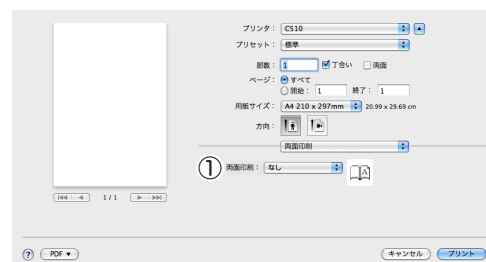 プリンタ： C510
プリセット： 標準
部数： 1 丁合い 両面
ページ： すべて
開始： 1 終了： 1
用紙サイズ： A4 210 x 297mm 20.99 x 29.69 cm
方向：
両面印刷
① 両面印刷： なし A
1 / 1
? PDF ▼ キャンセル プリント